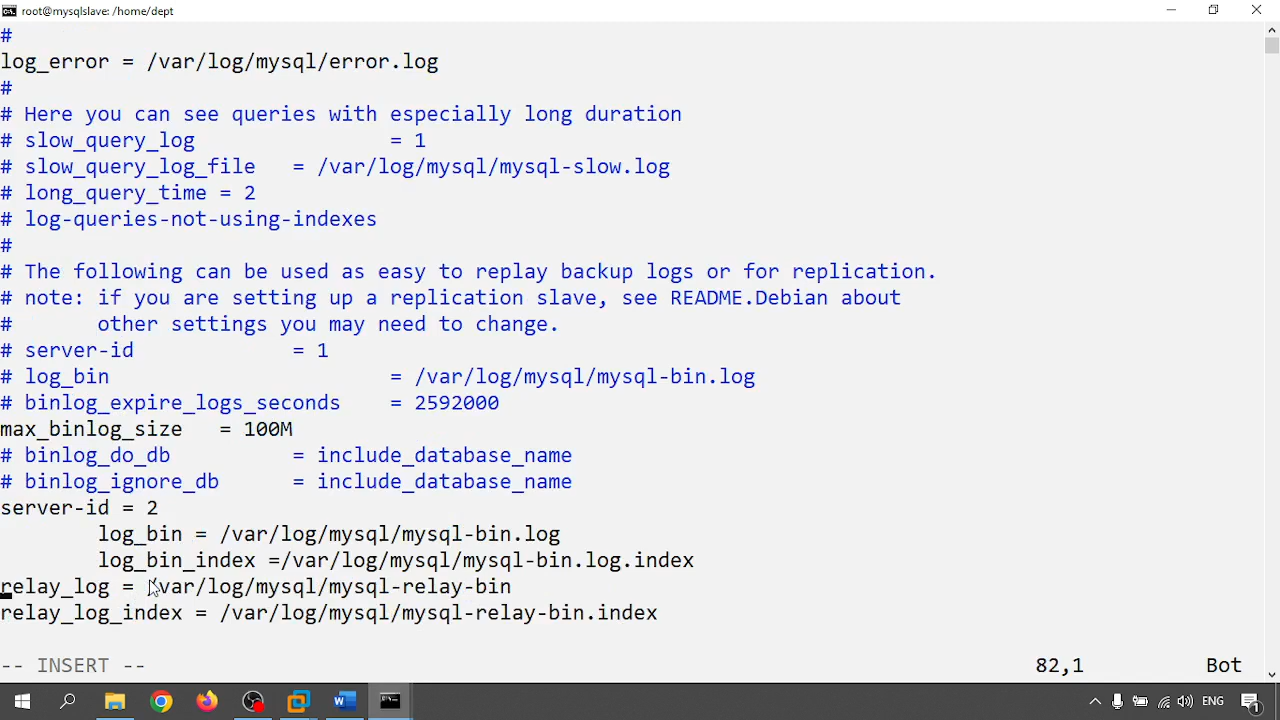 root@mysqlslave: /home/dept
#
log_error = /var/log/mysql/error.log
#
# Here you can see queries with especially long duration
# slow_query_log                = 1
# slow_query_log_file   = /var/log/mysql/mysql-slow.log
# long_query_time = 2
# log-queries-not-using-indexes
#
# The following can be used as easy to replay backup logs or for replication.
# note: if you are setting up a replication slave, see README.Debian about
#       other settings you may need to change.
# server-id             = 1
# log_bin                       = /var/log/mysql/mysql-bin.log
# binlog_expire_logs_seconds    = 2592000
max_binlog_size   = 100M
# binlog_do_db          = include_database_name
# binlog_ignore_db      = include_database_name
server-id = 2
        log_bin = /var/log/mysql/mysql-bin.log
        log_bin_index =/var/log/mysql/mysql-bin.log.index
relay_log = /var/log/mysql/mysql-relay-bin
relay_log_index = /var/log/mysql/mysql-relay-bin.index
-- INSERT --                                                                         82,1          Bot
ENG
1